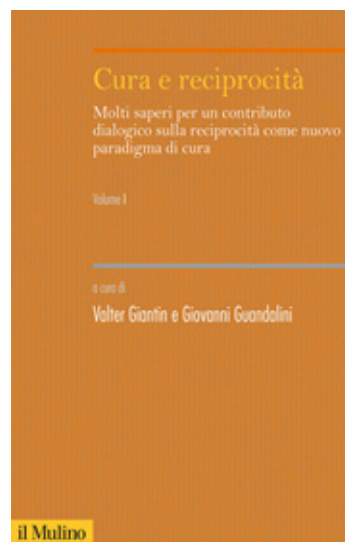 Cura e reciprocità
Molti saperi per un contributo
dialogico sulla reciprocità come nuovo
paradigma di cura
Volume I
a cura di
Valter Giantin e Giovanni Guandalini
il Mulino